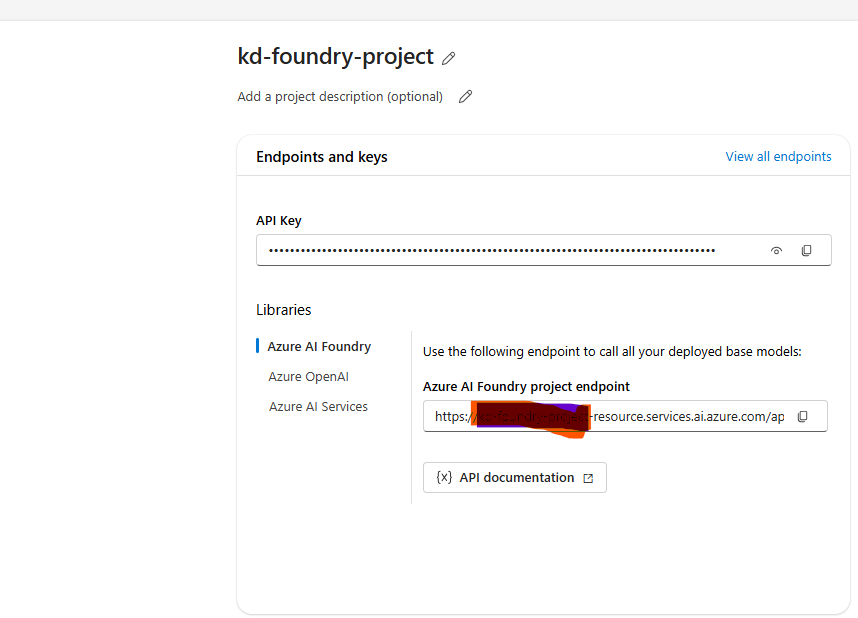 kd-foundry-project
Add a project description (optional)
Endpoints and keys
View all endpoints
API Key
Libraries
Azure AI Foundry
Azure OpenAI
Azure AI Services
Use the following endpoint to call all your deployed base models:
Azure AI Foundry project endpoint
https://-resource.services.ai.azure.com/ap
{x} API documentation